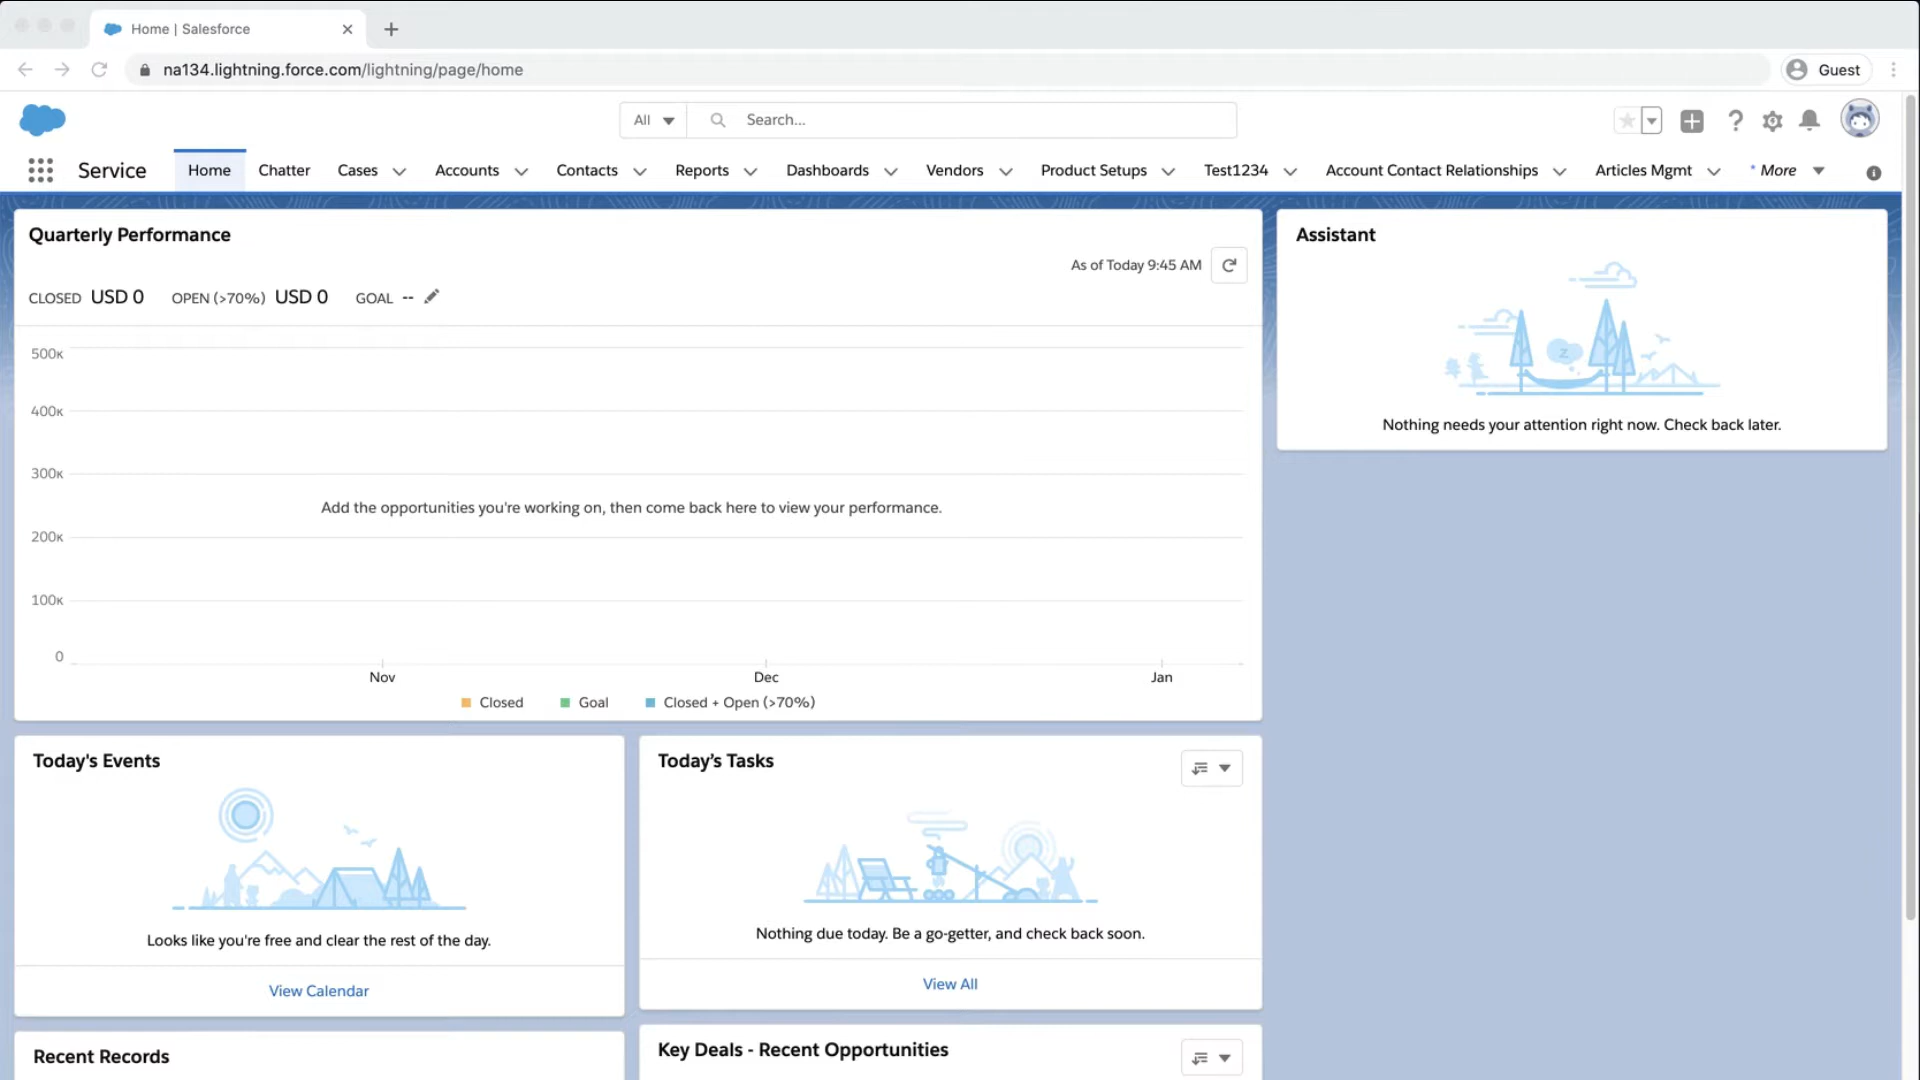 Home | Salesforce
na134.lightning.force.com/lightning/page/home
Guest
All
Search...
Service
Home
Chatter
Cases
Accounts
Contacts
Reports
Dashboards
Vendors
Product Setups
Test1234
Account Contact Relationships
Articles Mgmt
* More
Quarterly Performance
As of Today 9:45 AM
CLOSED USD 0 OPEN (>70%) USD 0 GOAL --
500K
400K
300K
200K
100K
0
Add the opportunities you're working on, then come back here to view your performance.
Nov
Dec
Jan
Closed
Goal
Closed + Open (>70%)
Assistant
Z
Nothing needs your attention right now. Check back later.
Today's Events
Looks like you're free and clear the rest of the day.
View Calendar
Today's Tasks
Nothing due today. Be a go-getter, and check back soon.
View All
Recent Records
Key Deals - Recent Opportunities